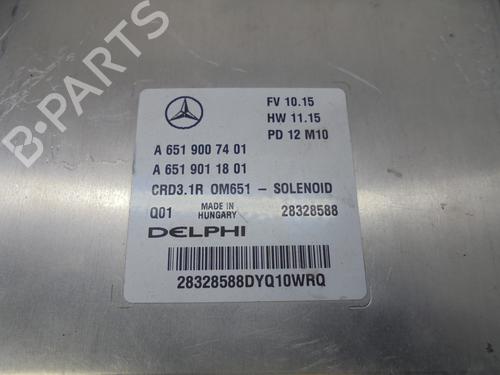 FV 10.15
HW 11.15
PD 12 M10
A 651 900 74 01
A 651 901 18 01
CRD3.1R OM651 – SOLENOID
Q01 MADE IN HUNGARY 28328588
DELPHI
28328588DYQ10WRQ
B-PARTS